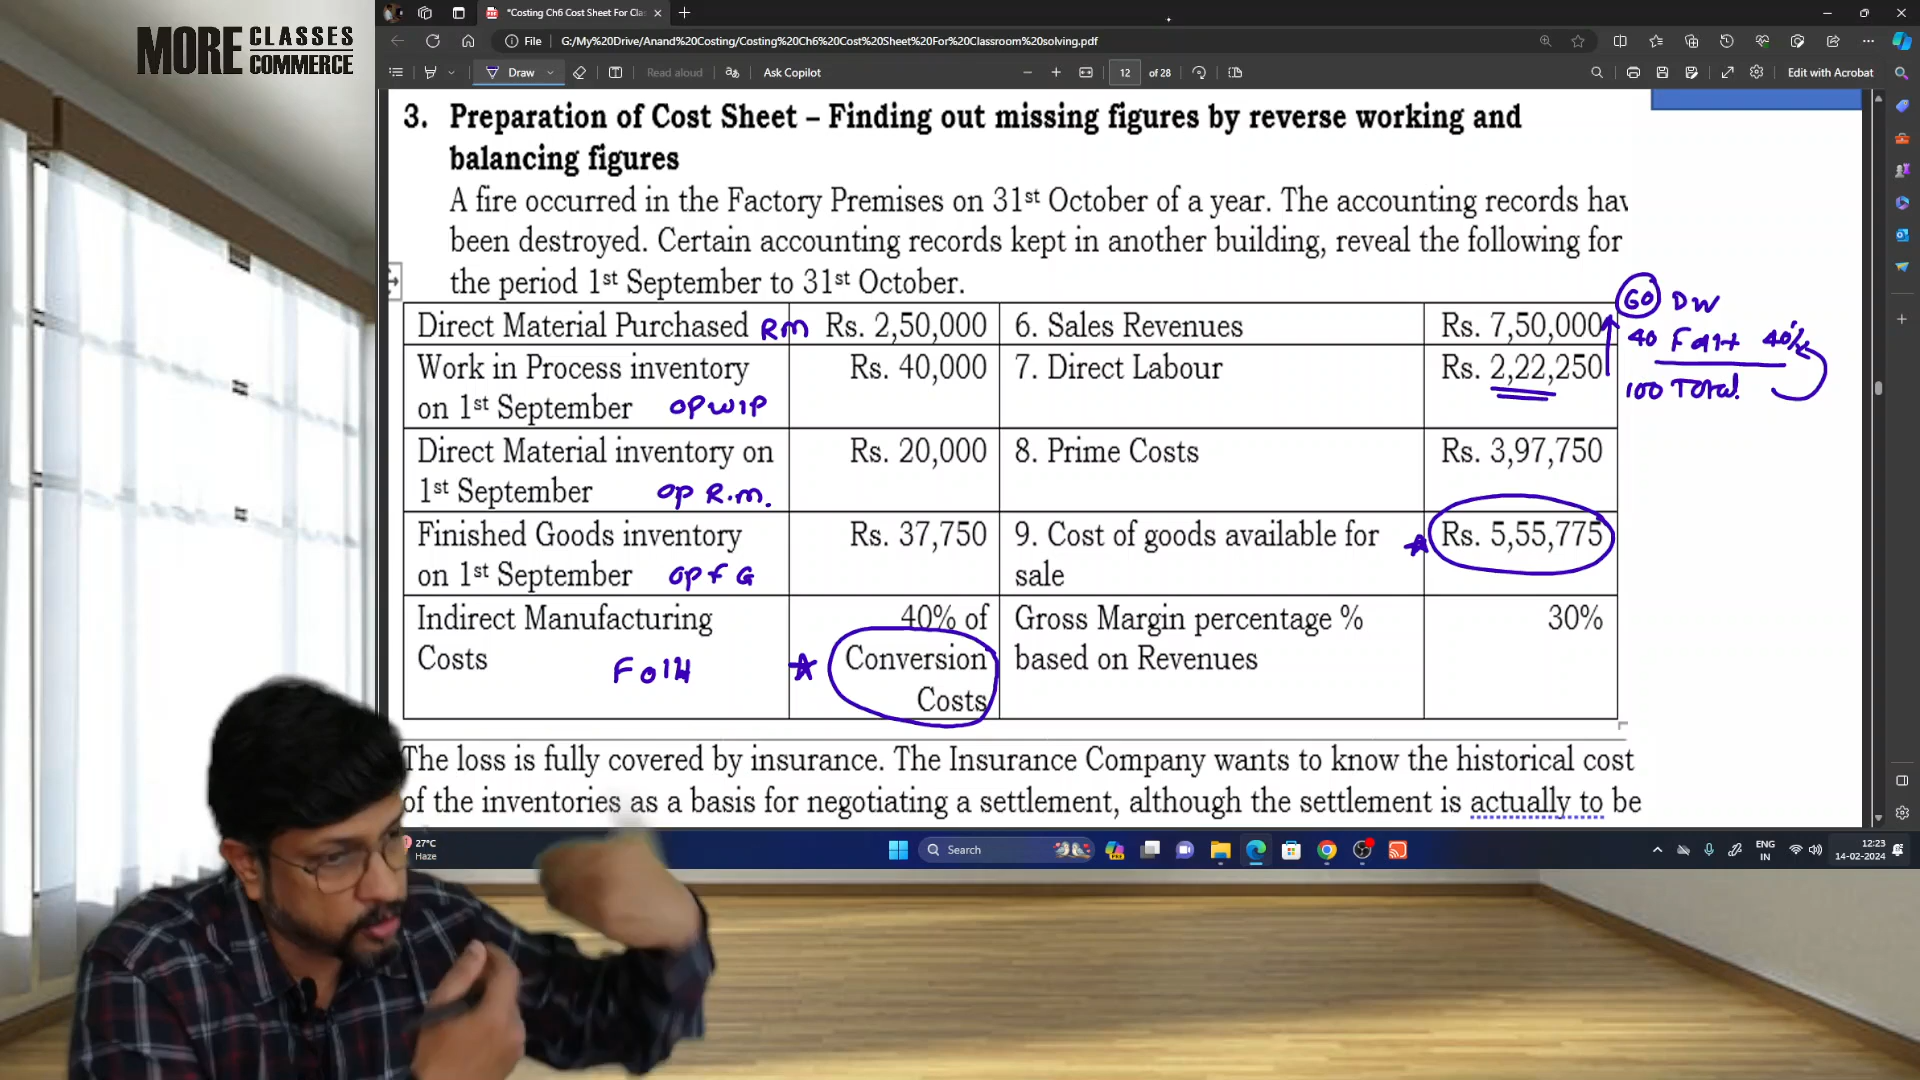 MORE CLASSES COMMERCE
*Costing Ch6 Cost Sheet For Clas
File G:/My%20Drive/Anand%20Costing/Costing%20Ch6%20Cost%20Sheet%20For%20Classroom%20solving.pdf
Draw Read aloud Ask Copilot 12 of 28 Edit with Acrobat
3. Preparation of Cost Sheet – Finding out missing figures by reverse working and
balancing figures
A fire occurred in the Factory Premises on 31st October of a year. The accounting records hav
been destroyed. Certain accounting records kept in another building, reveal the following for
the period 1st September to 31st October.
Direct Material Purchased RM Rs. 2,50,000 6. Sales Revenues Rs. 7,50,000
Work in Process inventory on 1st September OP WIP Rs. 40,000 7. Direct Labour Rs. 2,22,250
Direct Material inventory on 1st September OP R.M. Rs. 20,000 8. Prime Costs Rs. 3,97,750
Finished Goods inventory on 1st September OP FG Rs. 37,750 9. Cost of goods available for sale Rs. 5,55,775
Indirect Manufacturing Costs FOH 40% of Conversion Costs Gross Margin percentage % based on Revenues 30%
60 DW
40 40%
100 Total
The loss is fully covered by insurance. The Insurance Company wants to know the historical cost
of the inventories as a basis for negotiating a settlement, although the settlement is actually to be
27°C
Haze
Search
ENG
IN
12:23
14-02-2024